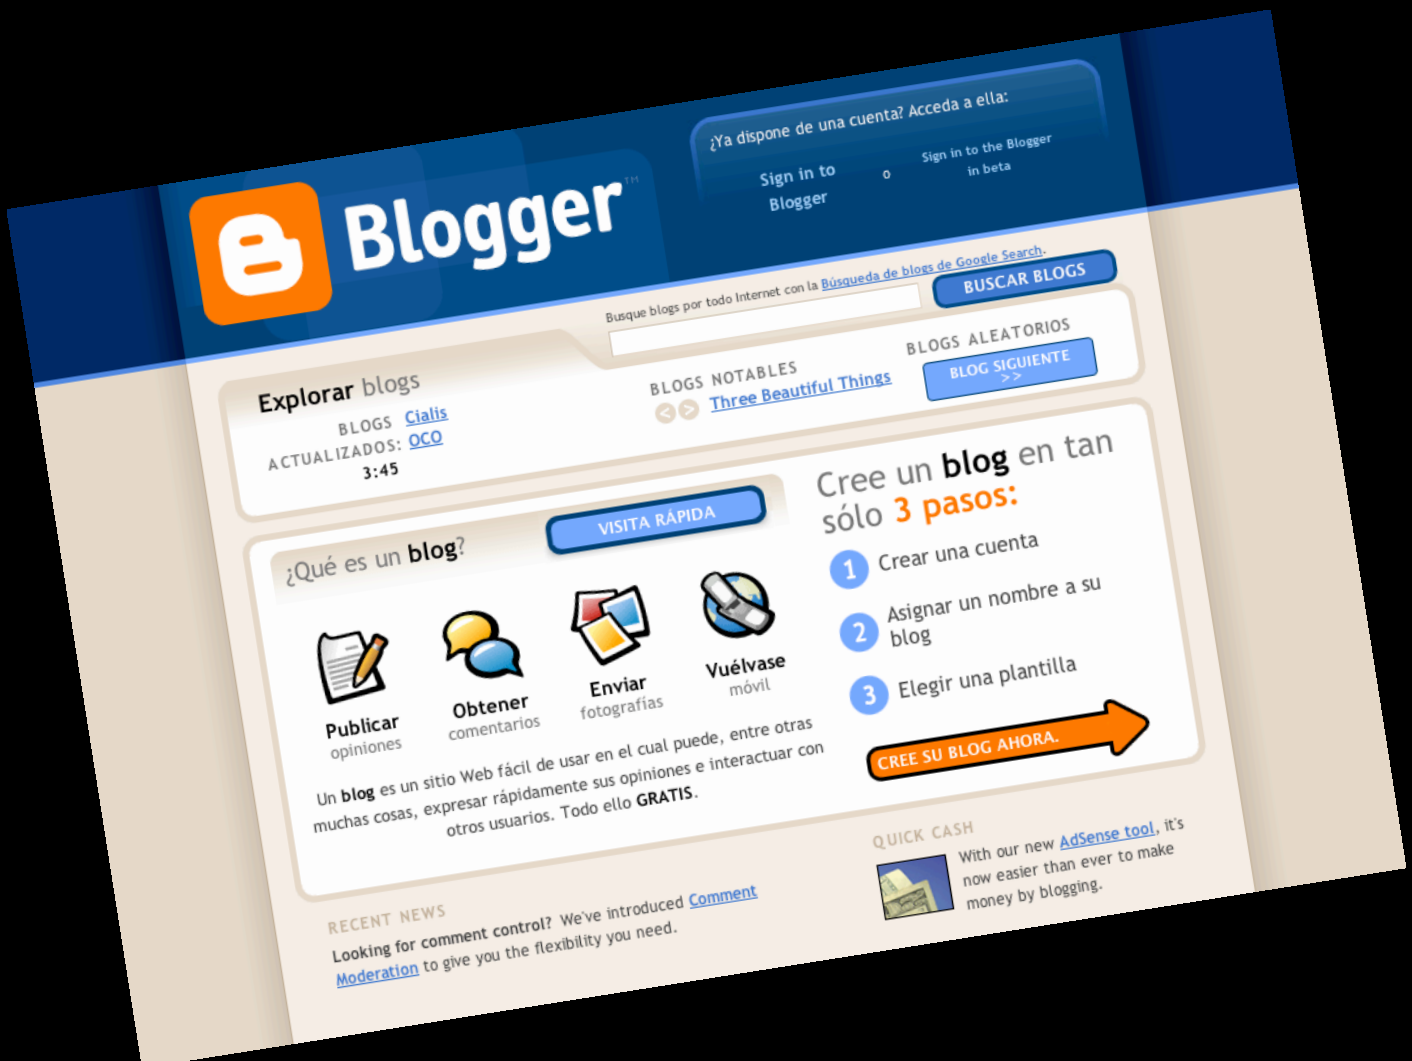 Blogger™
¿Ya dispone de una cuenta? Acceda a ella:
Sign in to
Blogger
o
Sign in to the Blogger
in beta
Busque blogs por todo Internet con la Búsqueda de blogs de Google Search.
BUSCAR BLOGS
Explorar blogs
BLOGS
ACTUALIZADOS:
3:45
Cialis
OCO
BLOGS NOTABLES
< > Three Beautiful Things
BLOGS ALEATORIOS
BLOG SIGUIENTE
>>
¿Qué es un blog?
VISITA RÁPIDA
Publicar
opiniones
Obtener
comentarios
Enviar
fotografías
Vuélvase
móvil
Un blog es un sitio Web fácil de usar en el cual puede, entre otras
muchas cosas, expresar rápidamente sus opiniones e interactuar con
otros usuarios. Todo ello GRATIS.
Cree un blog en tan
sólo 3 pasos:
1 Crear una cuenta
2 Asignar un nombre a su
blog
3 Elegir una plantilla
CREE SU BLOG AHORA.
RECENT NEWS
Looking for comment control? We've introduced Comment
Moderation to give you the flexibility you need.
QUICK CASH
With our new AdSense tool, it's
now easier than ever to make
money by blogging.